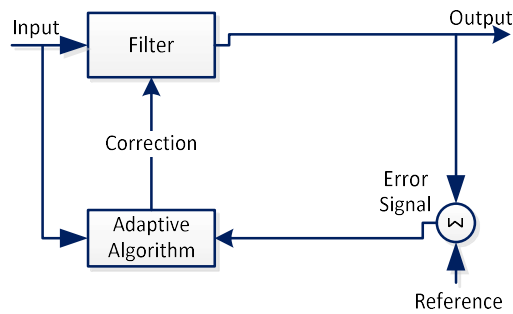 Input
Output
Filter
Correction
Error
Signal
Adaptive
Algorithm
Σ
Reference